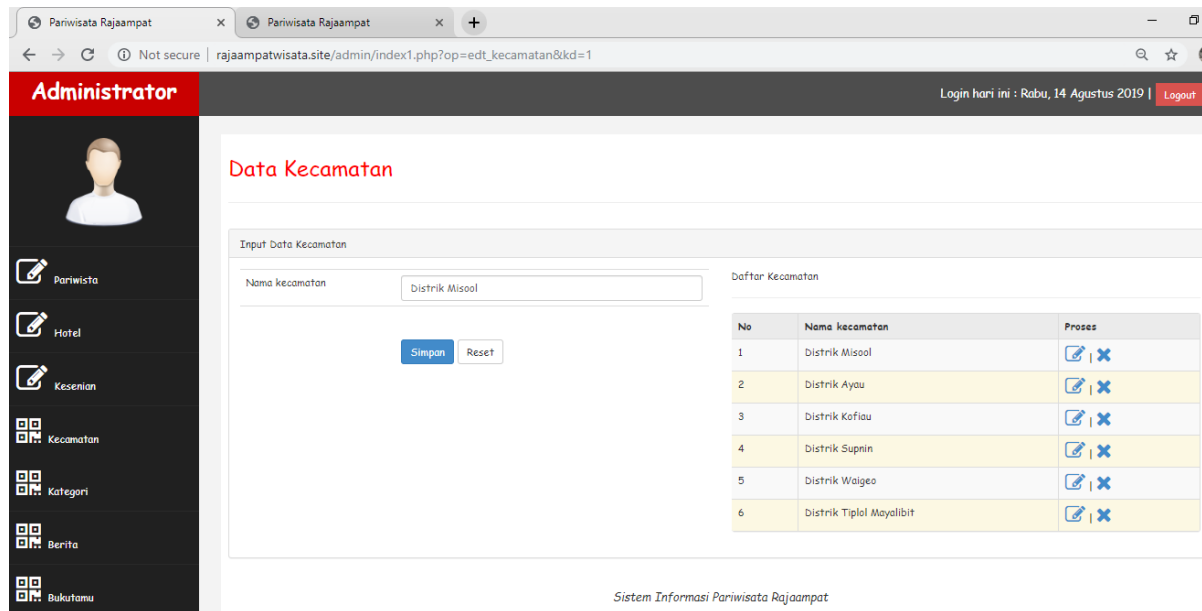 Pariwisata Rajaampat
Pariwisata Rajaampat
Not secure | rajaampatwisata.site/admin/index1.php?op=edt_kecamatan&kd=1
Administrator
Login hari ini : Rabu, 14 Agustus 2019 | Logout
Data Kecamatan
Input Data Kecamatan
Nama kecamatan
Distrik Misool
Simpan
Reset
Daftar Kecamatan
No Nama kecamatan Proses
1 Distrik Misool |
2 Distrik Ayau |
3 Distrik Kofiau |
4 Distrik Supnin |
5 Distrik Waigeo |
6 Distrik Tiplol Mayalibit |
Pariwista
Hotel
Kesenian
Kecamatan
Kategori
Berita
Bukutamu
Sistem Informasi Pariwisata Rajaampat